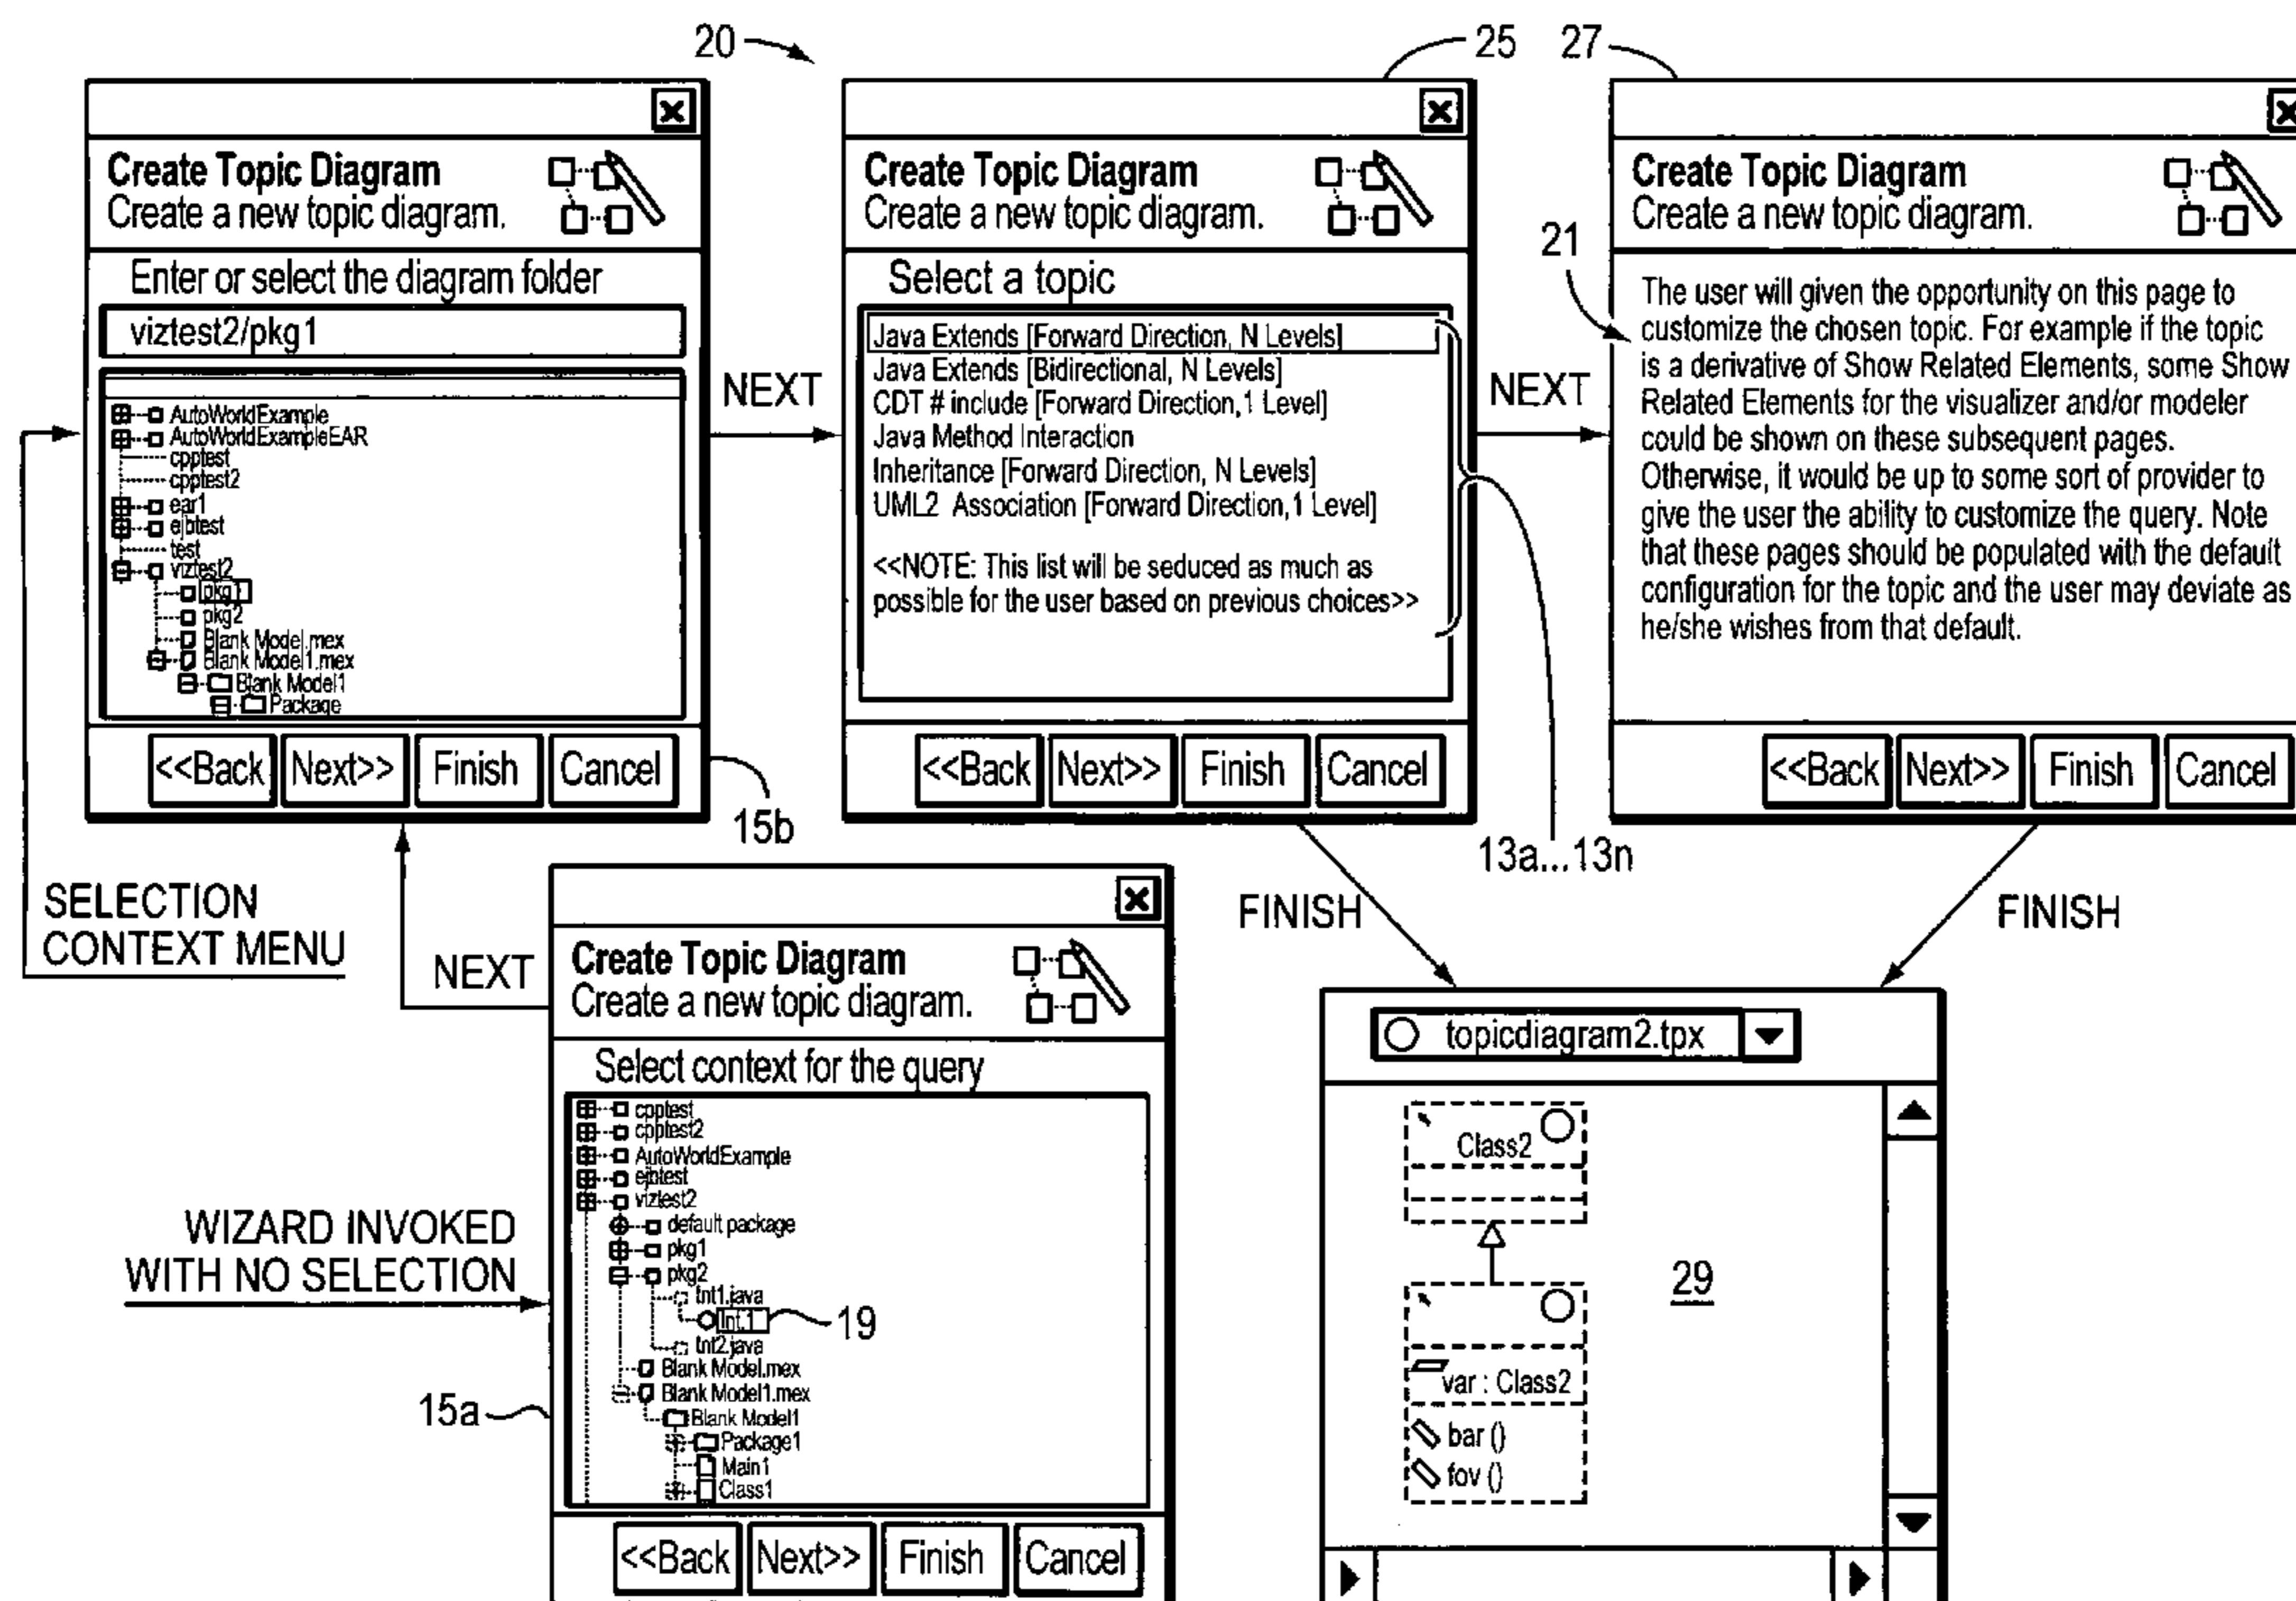 20
25
27
Create Topic Diagram
Create a new topic diagram.
Enter or select the diagram folder
viztest2/pkg1
AutoWorldExample
AutoWorldExampleEAR
cpptest
cpptest2
ear1
ejbtest
test
viztest2
pkg1
pkg2
Blank Model.mex
Blank Model1.mex
Blank Model1
Package
<<Back Next>> Finish Cancel
15b
SELECTION
CONTEXT MENU
NEXT
NEXT
Create Topic Diagram
Create a new topic diagram.
Select a topic
Java Extends [Forward Direction, N Levels]
Java Extends [Bidirectional, N Levels]
CDT # include [Forward Direction,1 Level]
Java Method Interaction
Inheritance [Forward Direction, N Levels]
UML2 Association [Forward Direction,1 Level]
<<NOTE: This list will be seduced as much as
possible for the user based on previous choices>>
<<Back Next>> Finish Cancel
13a...13n
NEXT
21
Create Topic Diagram
Create a new topic diagram.
The user will given the opportunity on this page to
customize the chosen topic. For example if the topic
is a derivative of Show Related Elements, some Show
Related Elements for the visualizer and/or modeler
could be shown on these subsequent pages.
Otherwise, it would be up to some sort of provider to
give the user the ability to customize the query. Note
that these pages should be populated with the default
configuration for the topic and the user may deviate as
he/she wishes from that default.
<<Back Next>> Finish Cancel
FINISH
FINISH
WIZARD INVOKED
WITH NO SELECTION
15a
Create Topic Diagram
Create a new topic diagram.
Select context for the query
cpptest
cpptest2
AutoWorldExample
ejbtest
viztest2
default package
pkg1
pkg2
Int1.java
Int.1
19
Int2.java
Blank Model.mex
Blank Model1.mex
Blank Model1
Package1
Main1
Class1
<<Back Next>> Finish Cancel
topicdiagram2.tpx
Class2
29
var : Class2
bar ()
fov ()